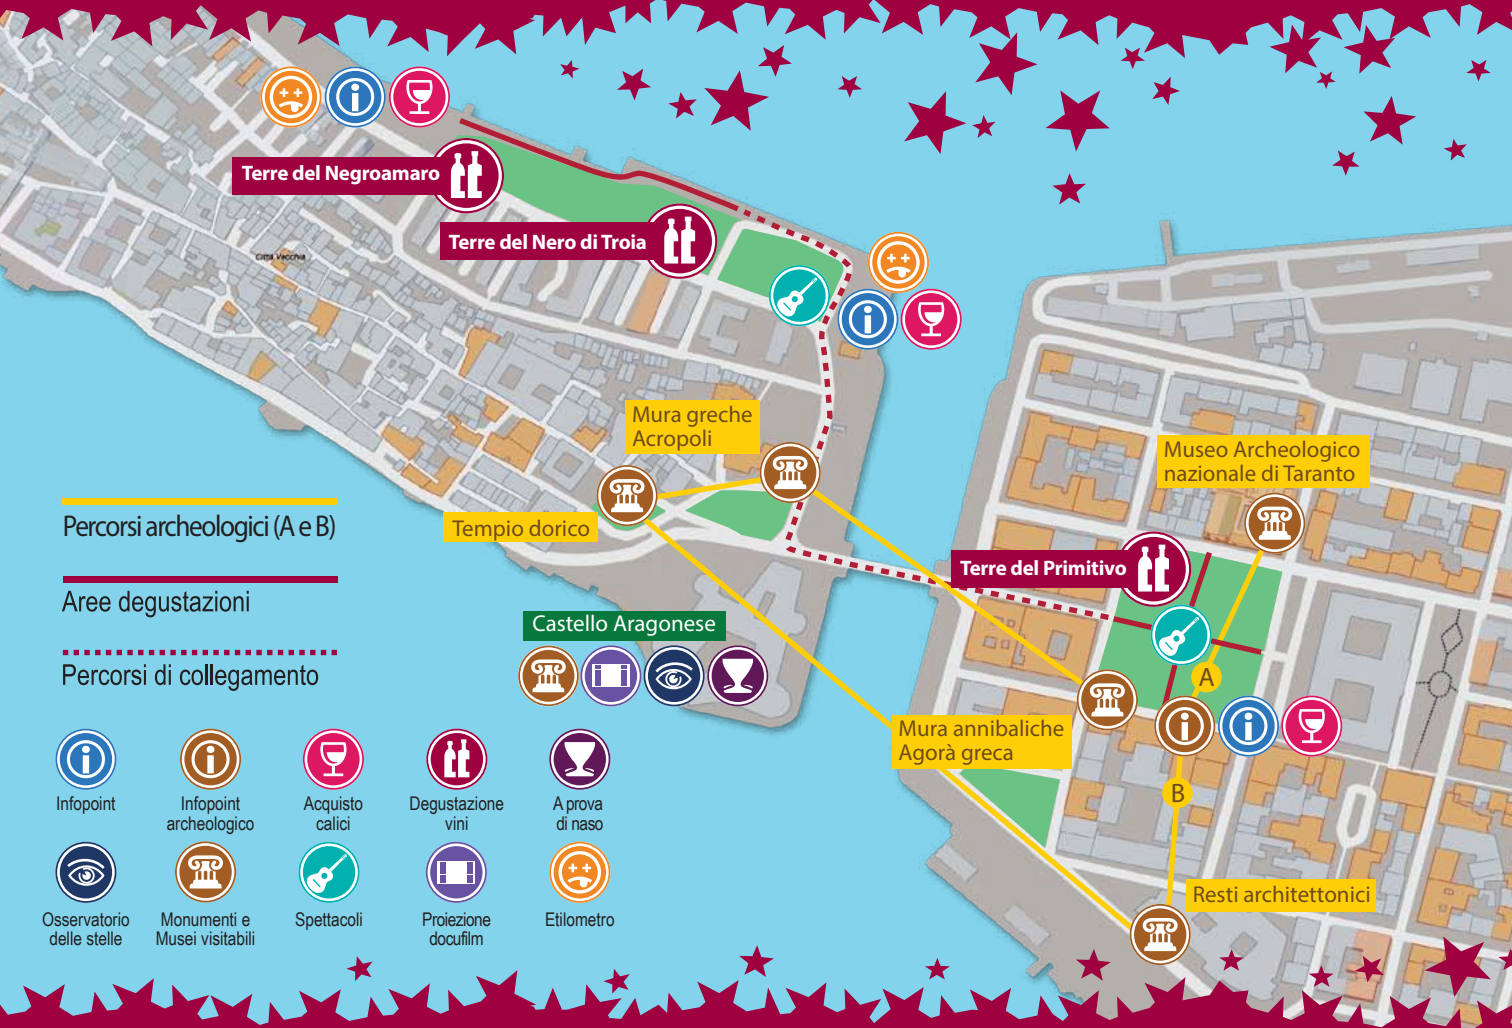 Terre del Negroamaro
Terre del Nero di Troia
Città Vecchia
Mura greche
Acropoli
Museo Archeologico
nazionale di Taranto
Tempio dorico
Terre del Primitivo
Castello Aragonese
A
Mura annibaliche
Agorà greca
B
Resti architettonici
Percorsi archeologici (A e B)
Aree degustazioni
Percorsi di collegamento
Infopoint
Infopoint
archeologico
Acquisto
calici
Degustazione
vini
A prova
di naso
Osservatorio
delle stelle
Monumenti e
Musei visitabili
Spettacoli
Proiezione
docufilm
Etilometro